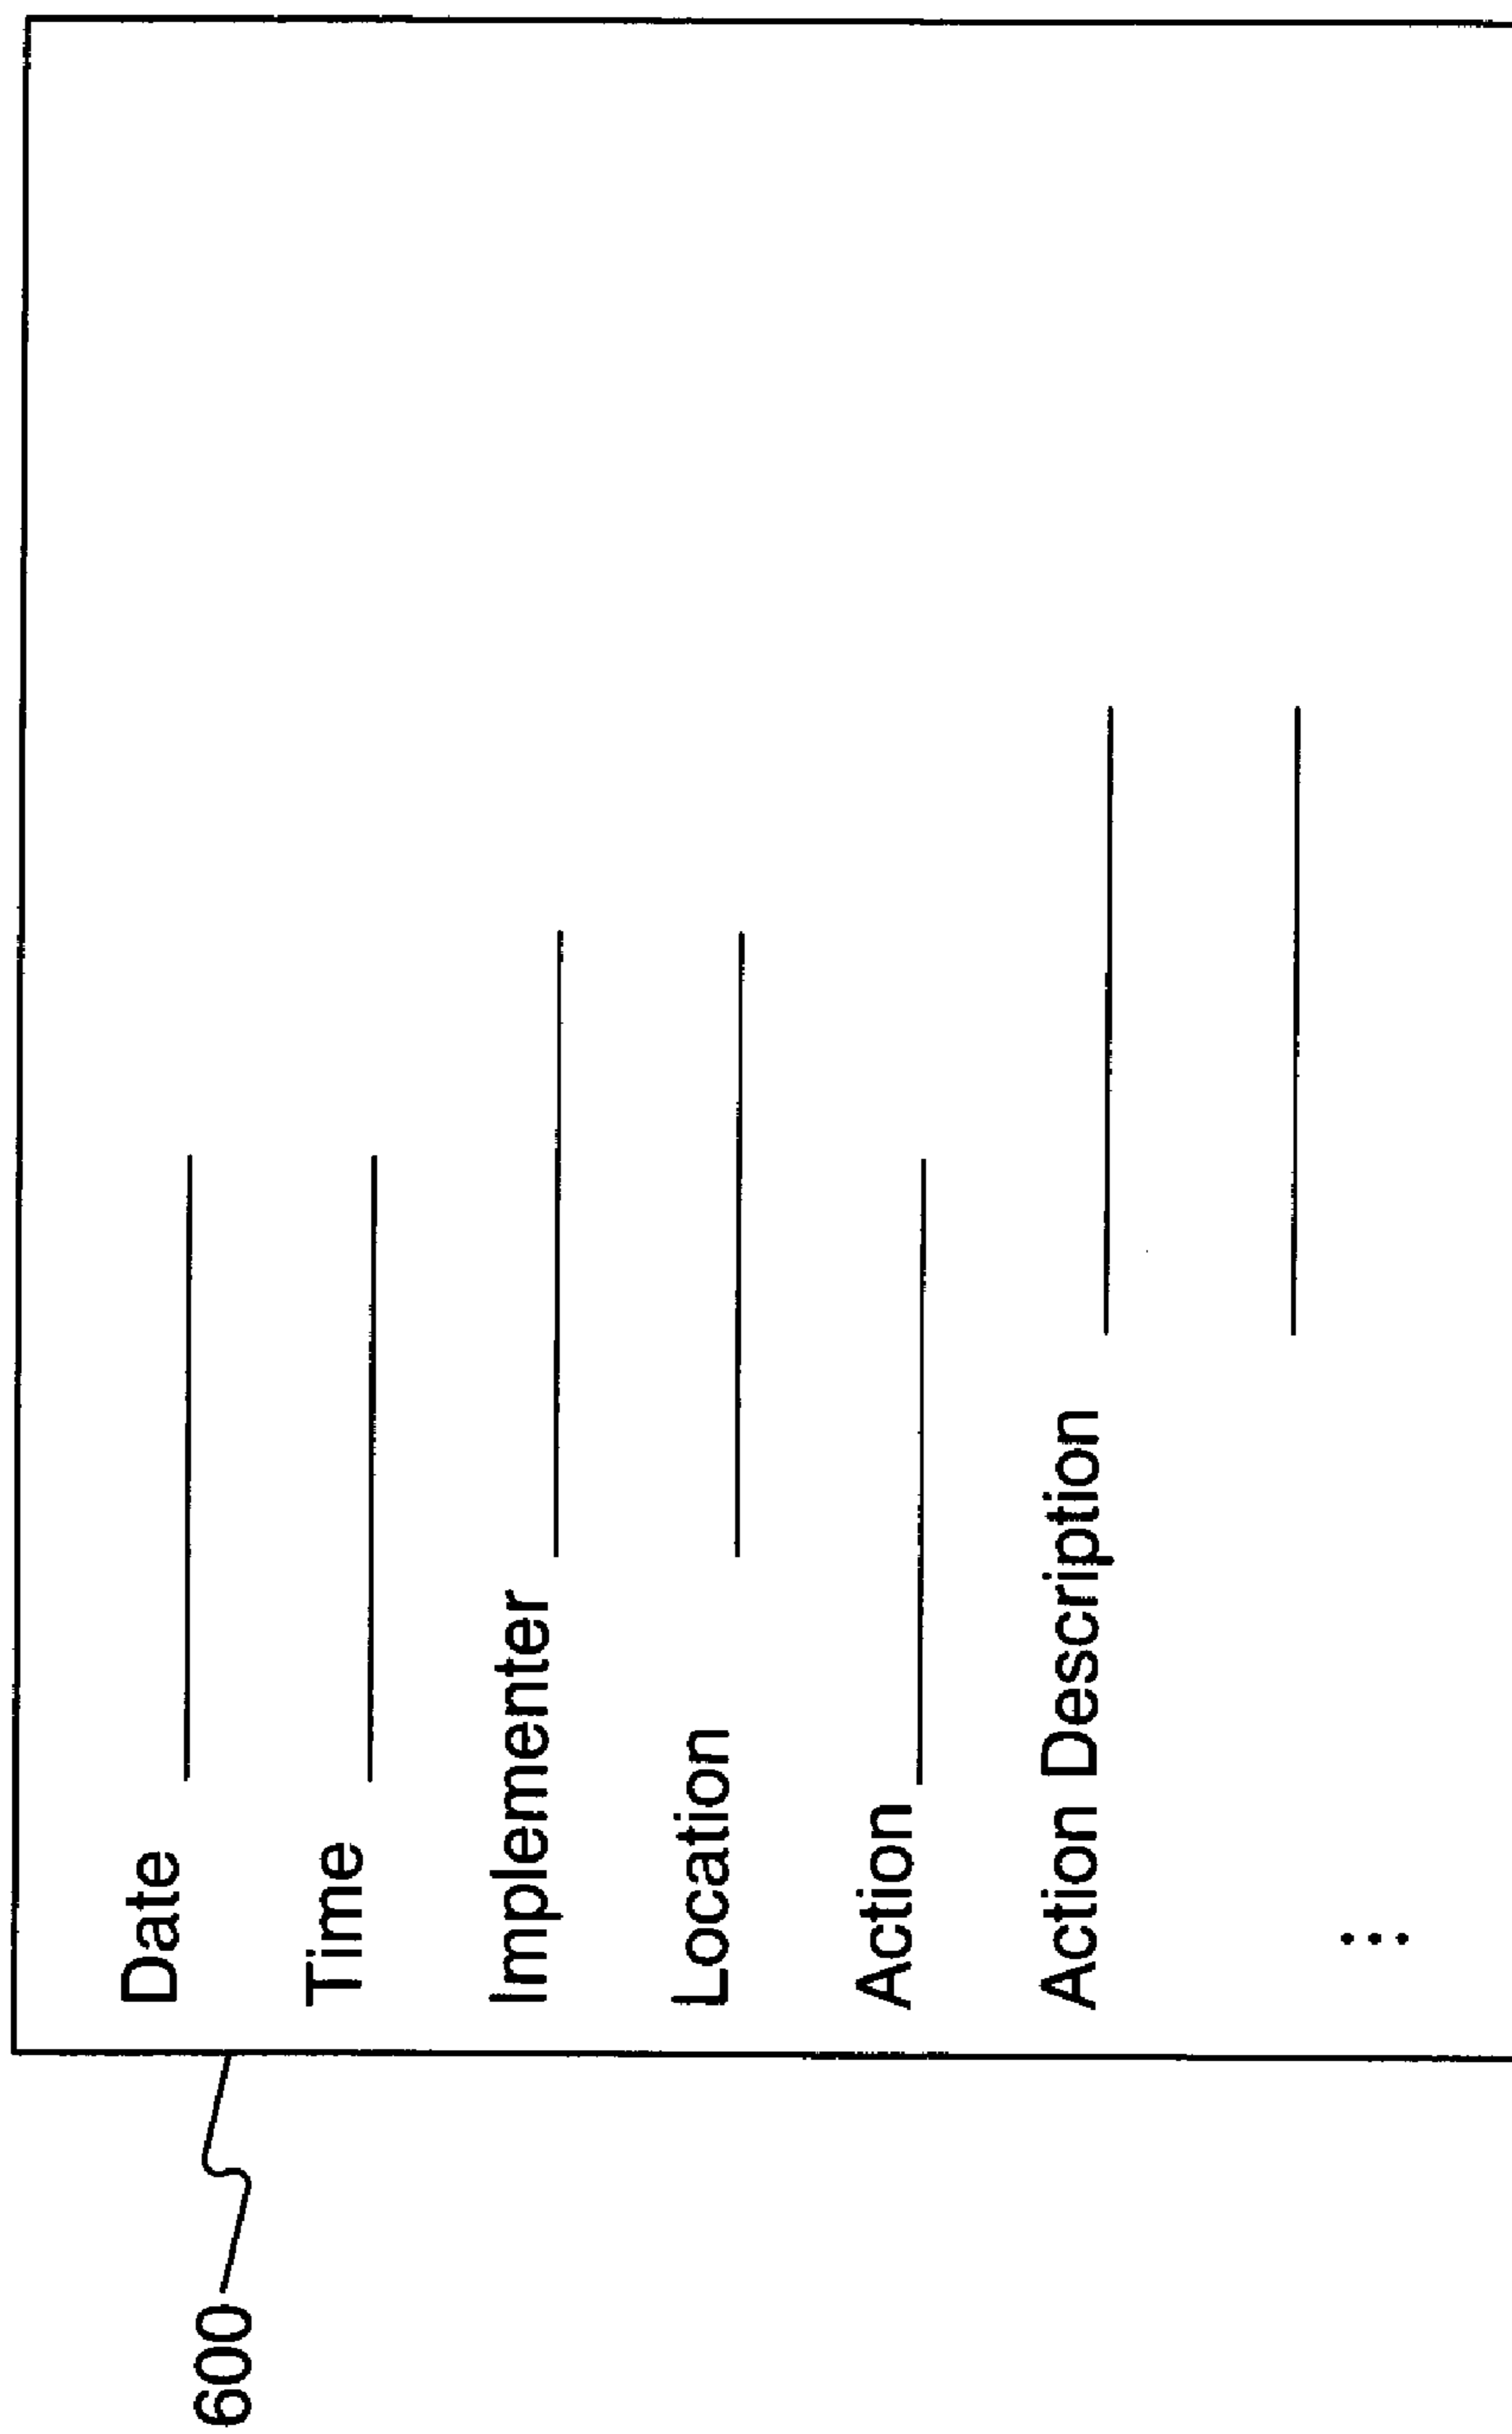 600
Date
Time
Implementer
Location
Action
Action Description